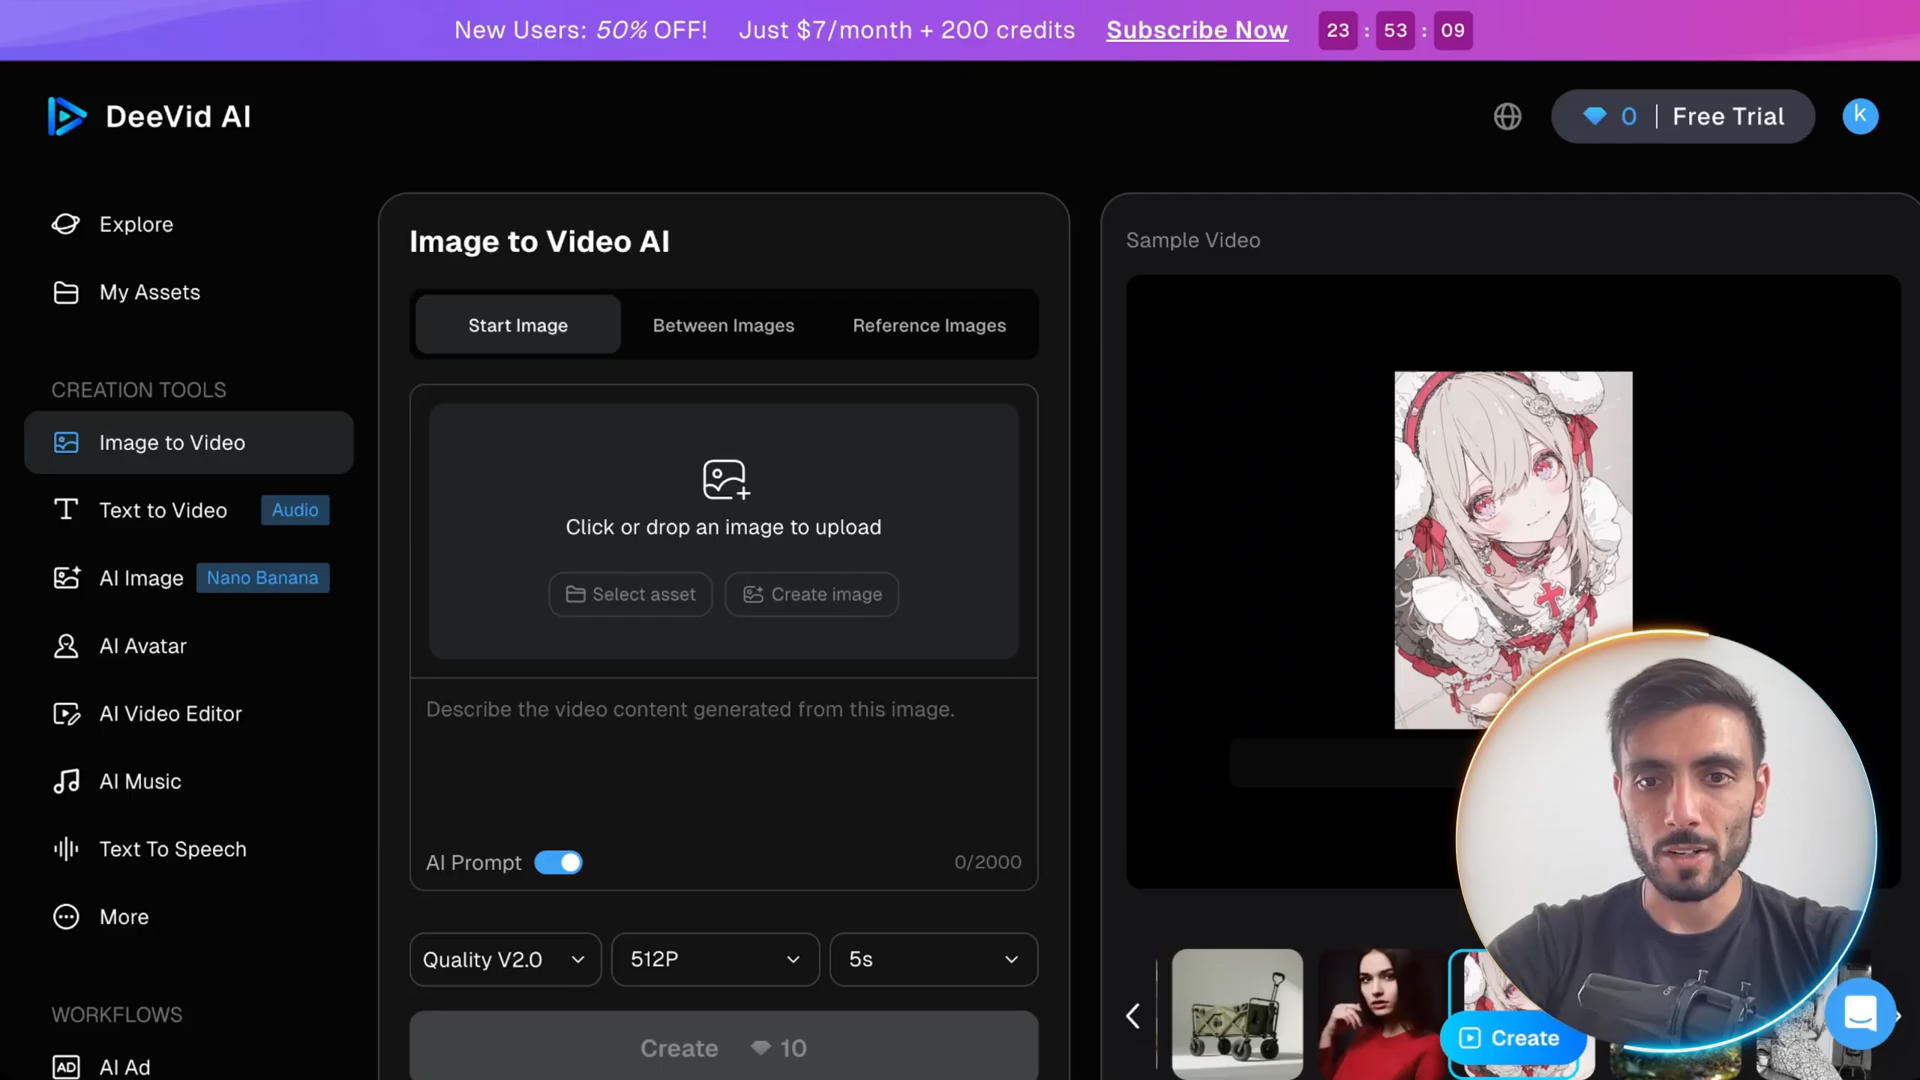 New Users: 50% OFF! Just $7/month + 200 credits Subscribe Now 23 : 53 : 09
DeeVid AI
0 | Free Trial
k
Explore
My Assets
CREATION TOOLS
Image to Video
Text to Video Audio
AI Image Nano Banana
AI Avatar
AI Video Editor
AI Music
Text To Speech
More
WORKFLOWS
AI Ad
Image to Video AI
Start Image Between Images Reference Images
Click or drop an image to upload
Select asset Create image
Describe the video content generated from this image.
AI Prompt 0/2000
Quality V2.0 512P 5s
Create 10
Sample Video
Create